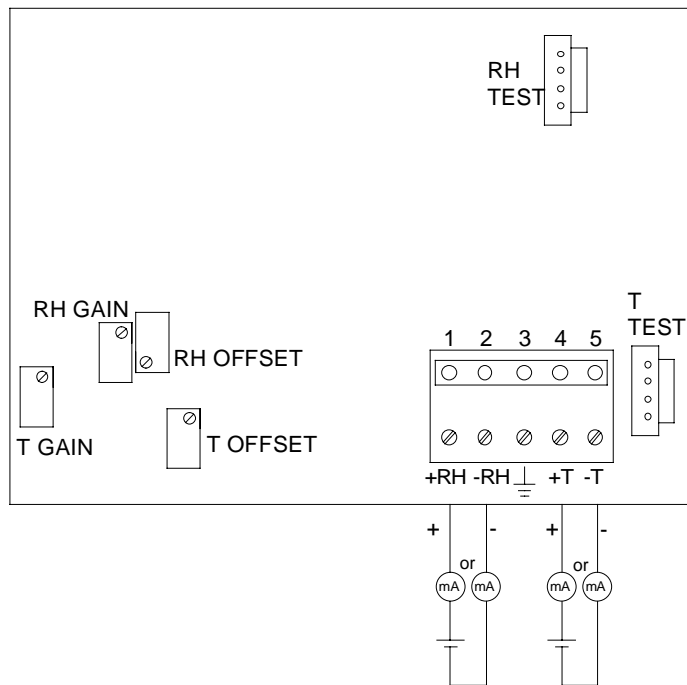 RH
TEST
RH GAIN
RH OFFSET
T GAIN
T OFFSET
T
TEST
1 2 3 4 5
+RH -RH +T -T
+ - + -
or or
mA mA mA mA